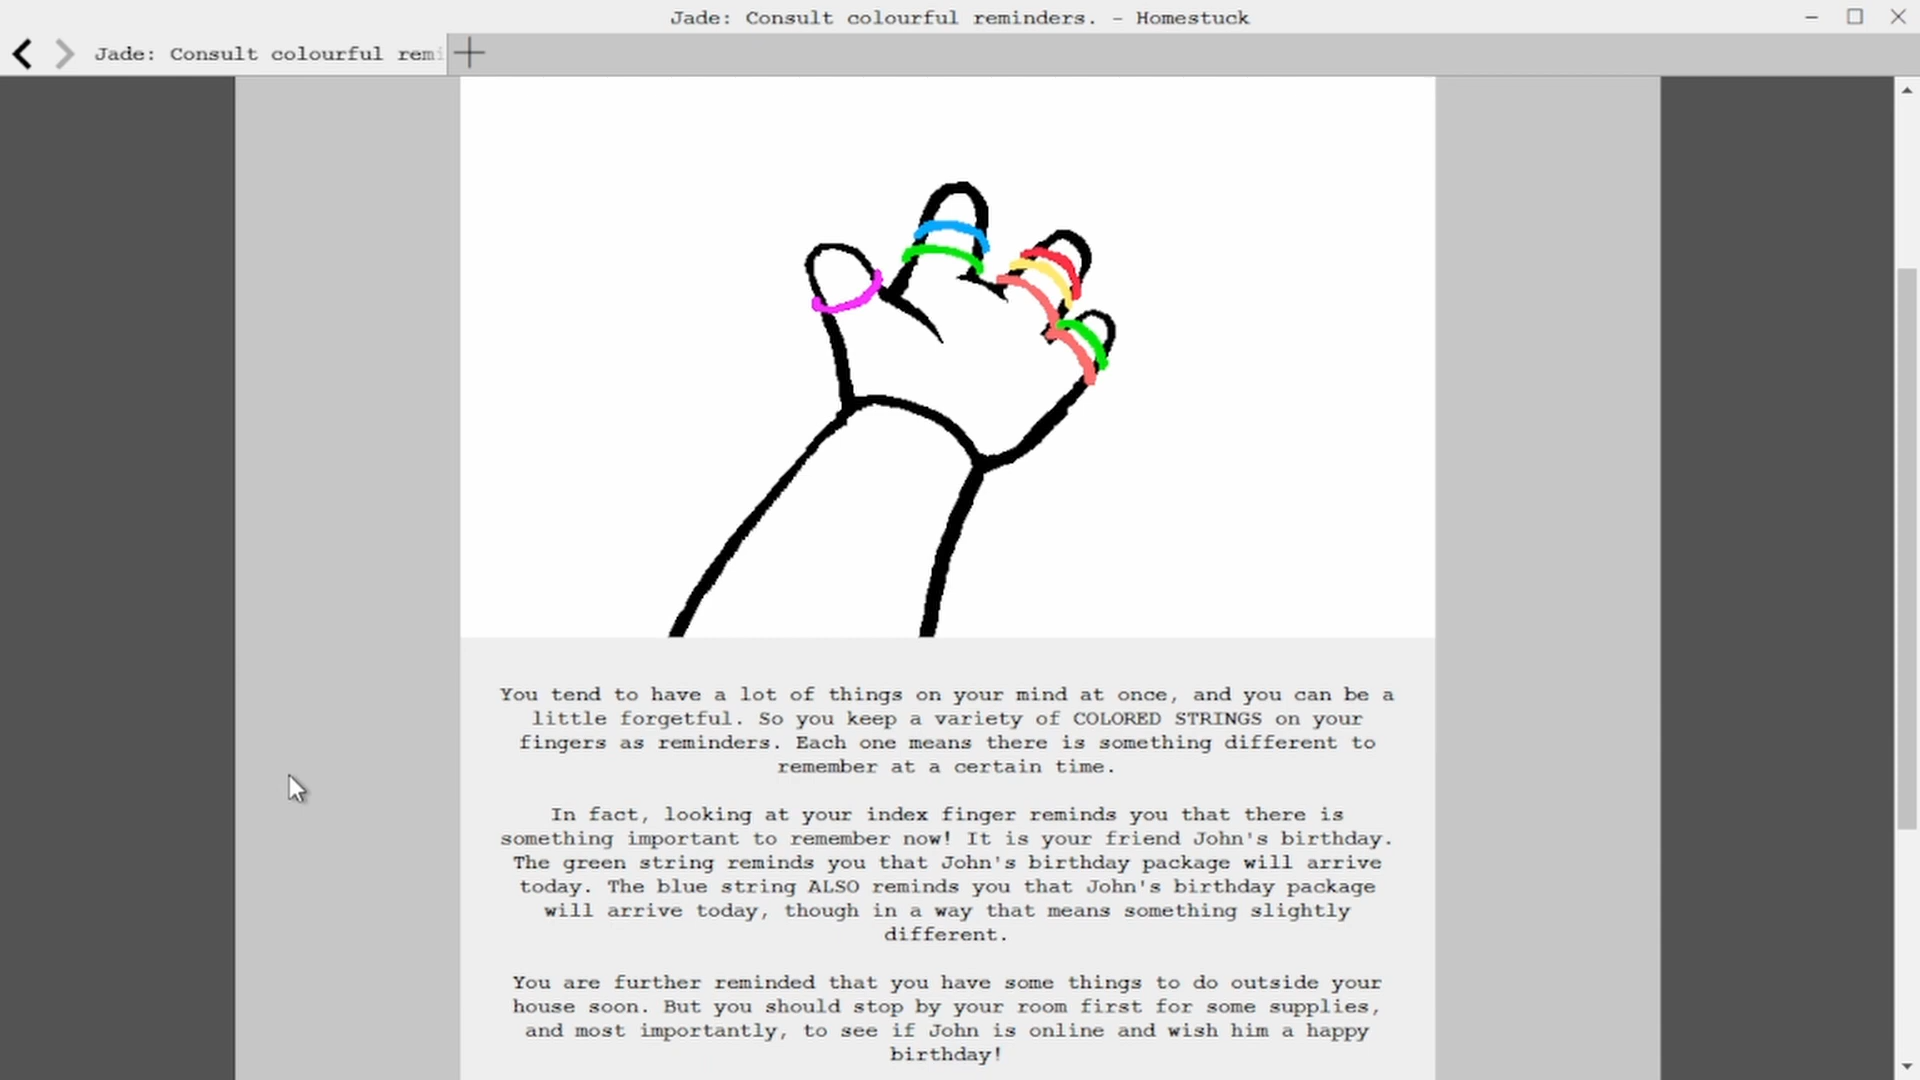 Jade: Consult colourful reminders. - Homestuck
Jade: Consult colourful remi
You tend to have a lot of things on your mind at once, and you can be a
little forgetful. So you keep a variety of COLORED STRINGS on your
fingers as reminders. Each one means there is something different to
remember at a certain time.
In fact, looking at your index finger reminds you that there is
something important to remember now! It is your friend John's birthday.
The green string reminds you that John's birthday package will arrive
today. The blue string ALSO reminds you that John's birthday package
will arrive today, though in a way that means something slightly
different.
You are further reminded that you have some things to do outside your
house soon. But you should stop by your room first for some supplies,
and most importantly, to see if John is online and wish him a happy
birthday!